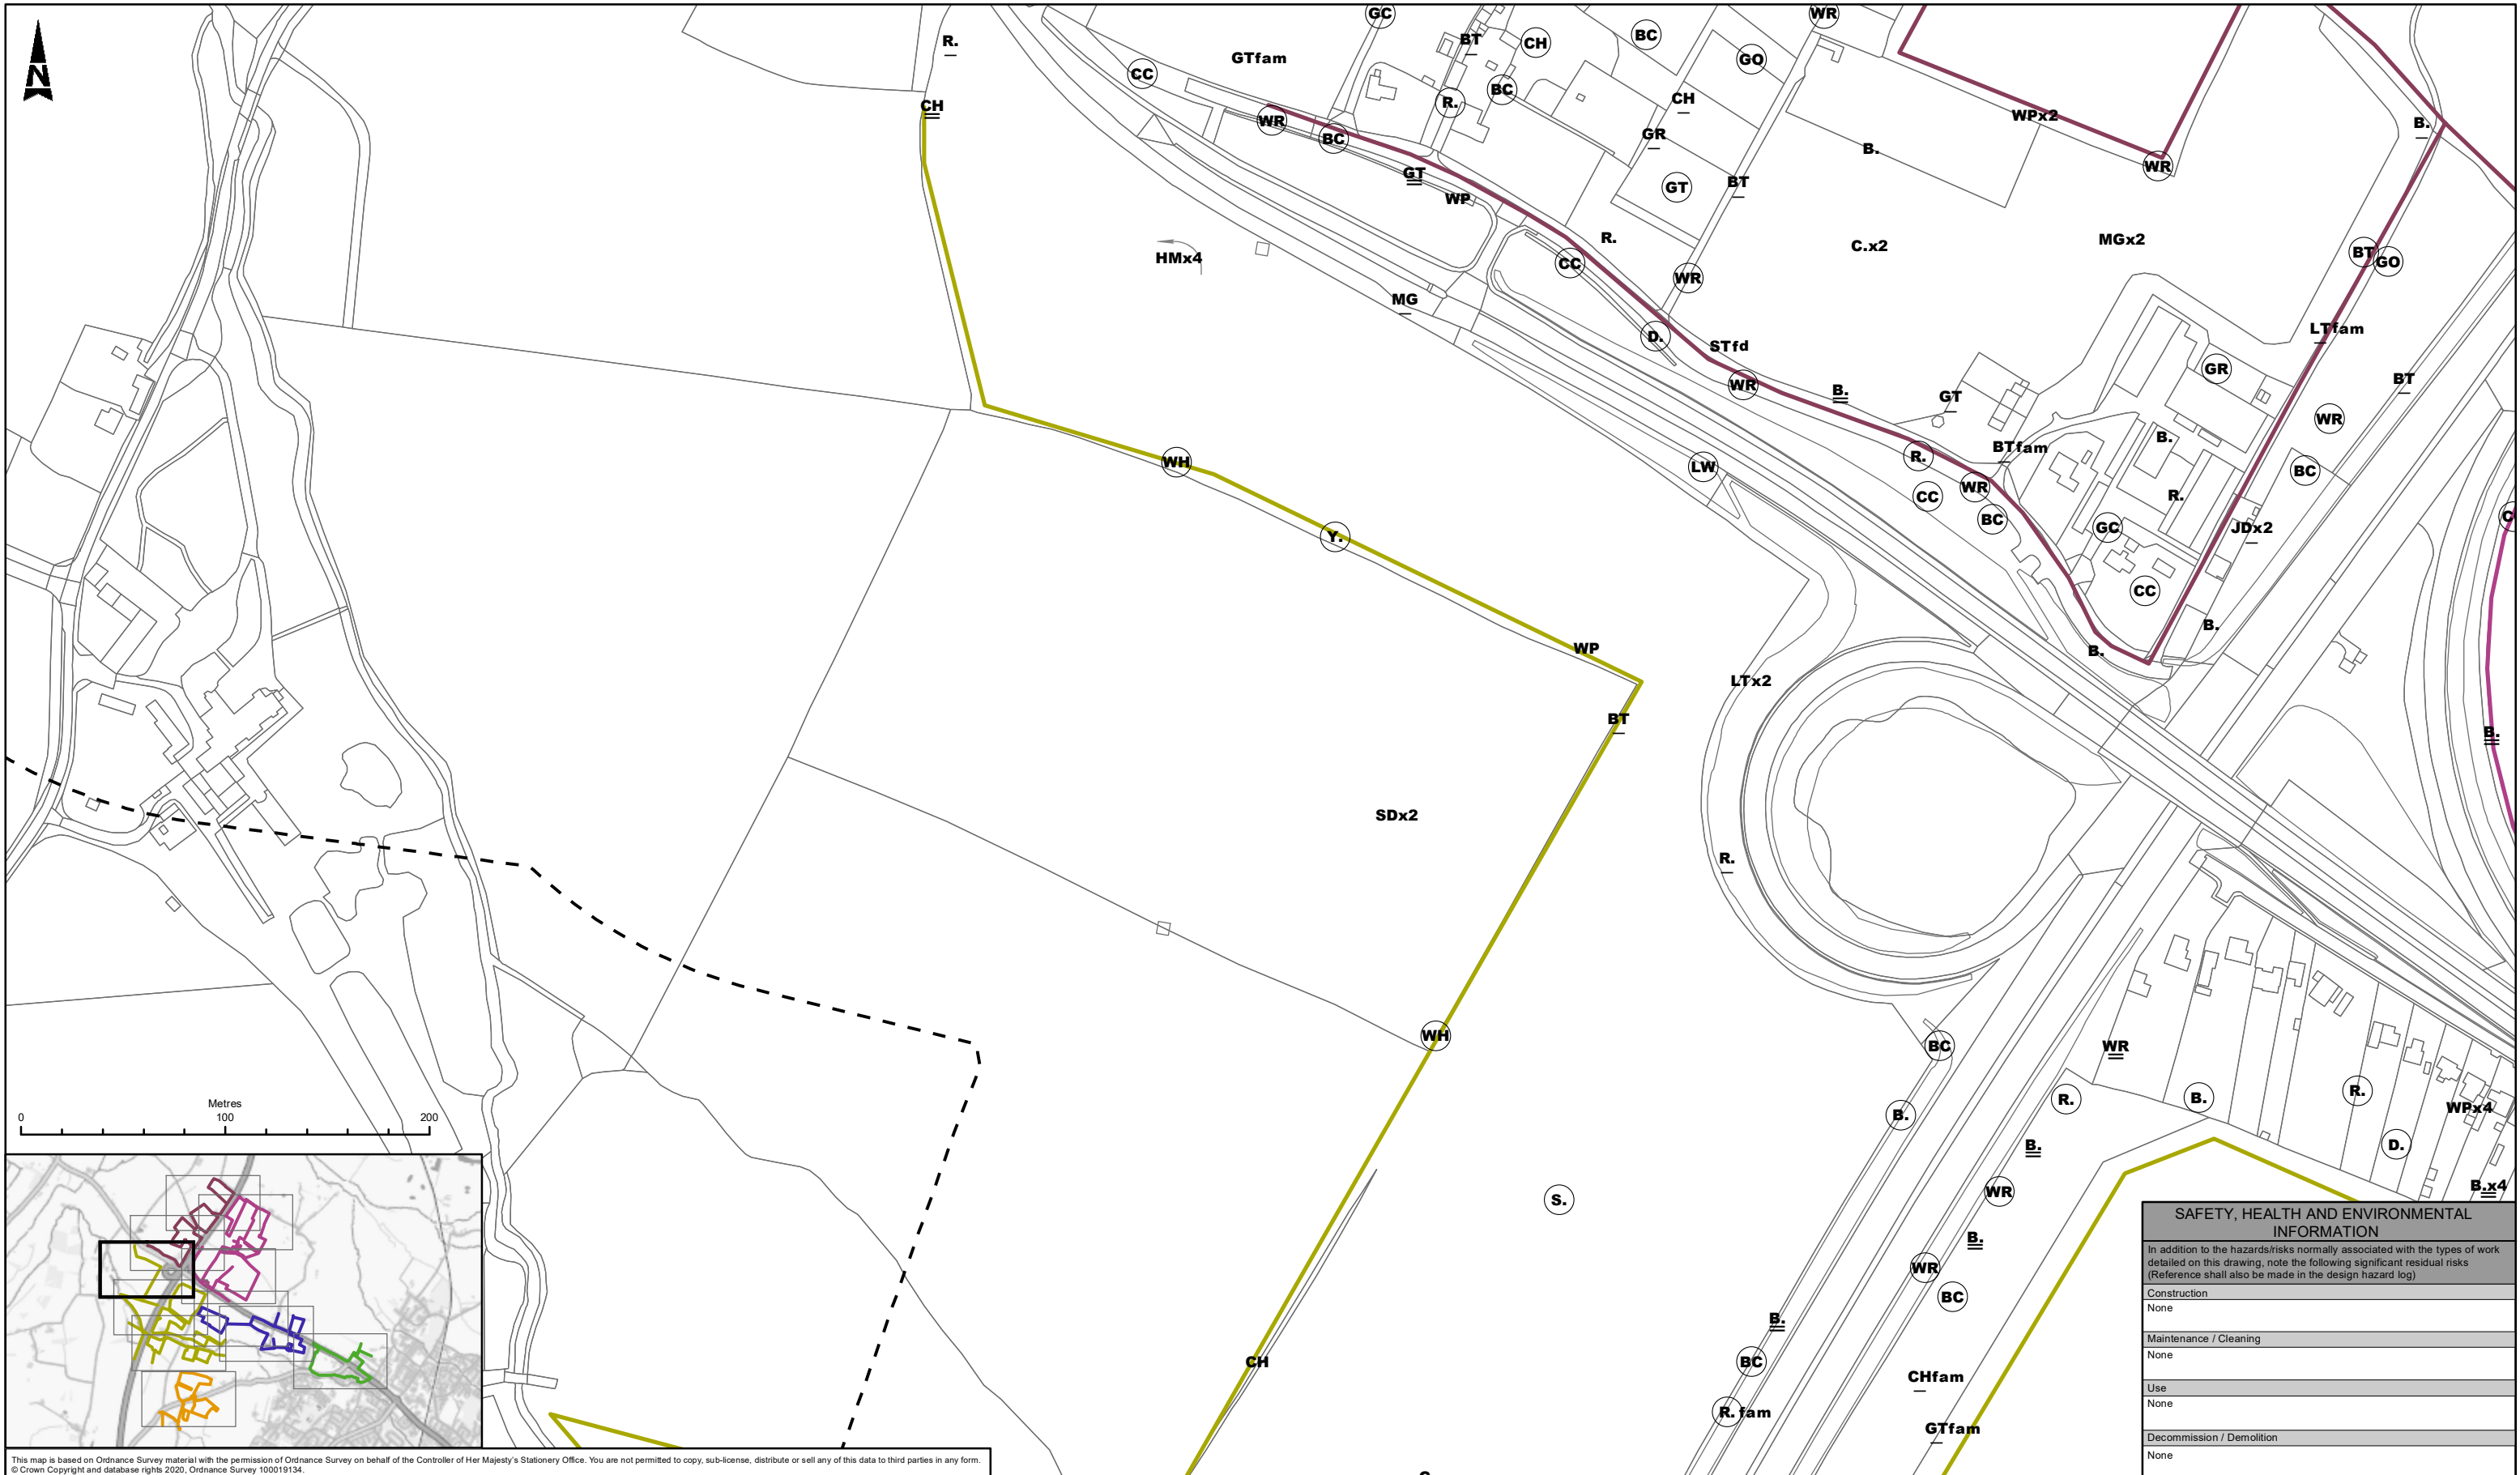 GC
WR
R.
BT
CH
BC
GO
GTfam
CC
BC
CH
CH
R.
WPx2
WR
BC
GR
B.
B.
WR
GT
WP
GT
BT
R.
C.x2
MGx2
HMx4
CC
WR
BT
GO
MG
D.
STfd
LTfam
WR
B.
GT
GR
BT
WR
BTfam
B.
R.
WH
LW
WR
CC
BC
R.
BC
GC
JDx2
Y.
CC
B.
B.
WP
LTx2
BT
B.
SDx2
R.
WH
BC
WR
R.
B.
R.
WPx4
B.
B.
D.
WR
B.x4
S.
B.
WR
BC
B.
BC
CH
CHfam
R. fam
GTfam
N
Metres
0 100 200
SAFETY, HEALTH AND ENVIRONMENTAL
INFORMATION
In addition to the hazards/risks normally associated with the types of work
detailed on this drawing, note the following significant residual risks
(Reference shall also be made in the design hazard log)
Construction
None
Maintenance / Cleaning
None
Use
None
Decommission / Demolition
None
This map is based on Ordnance Survey material with the permission of Ordnance Survey on behalf of the Controller of Her Majesty's Stationery Office. You are not permitted to copy, sub-license, distribute or sell any of this data to third parties in any form.
© Crown Copyright and database rights 2020, Ordnance Survey 100019134.